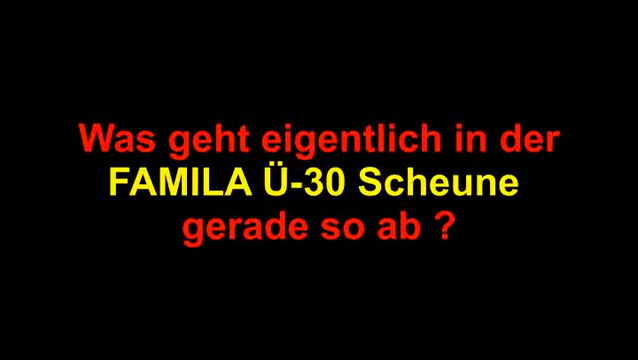 Was geht eigentlich in der
FAMILA Ü-30 Scheune
gerade so ab ?